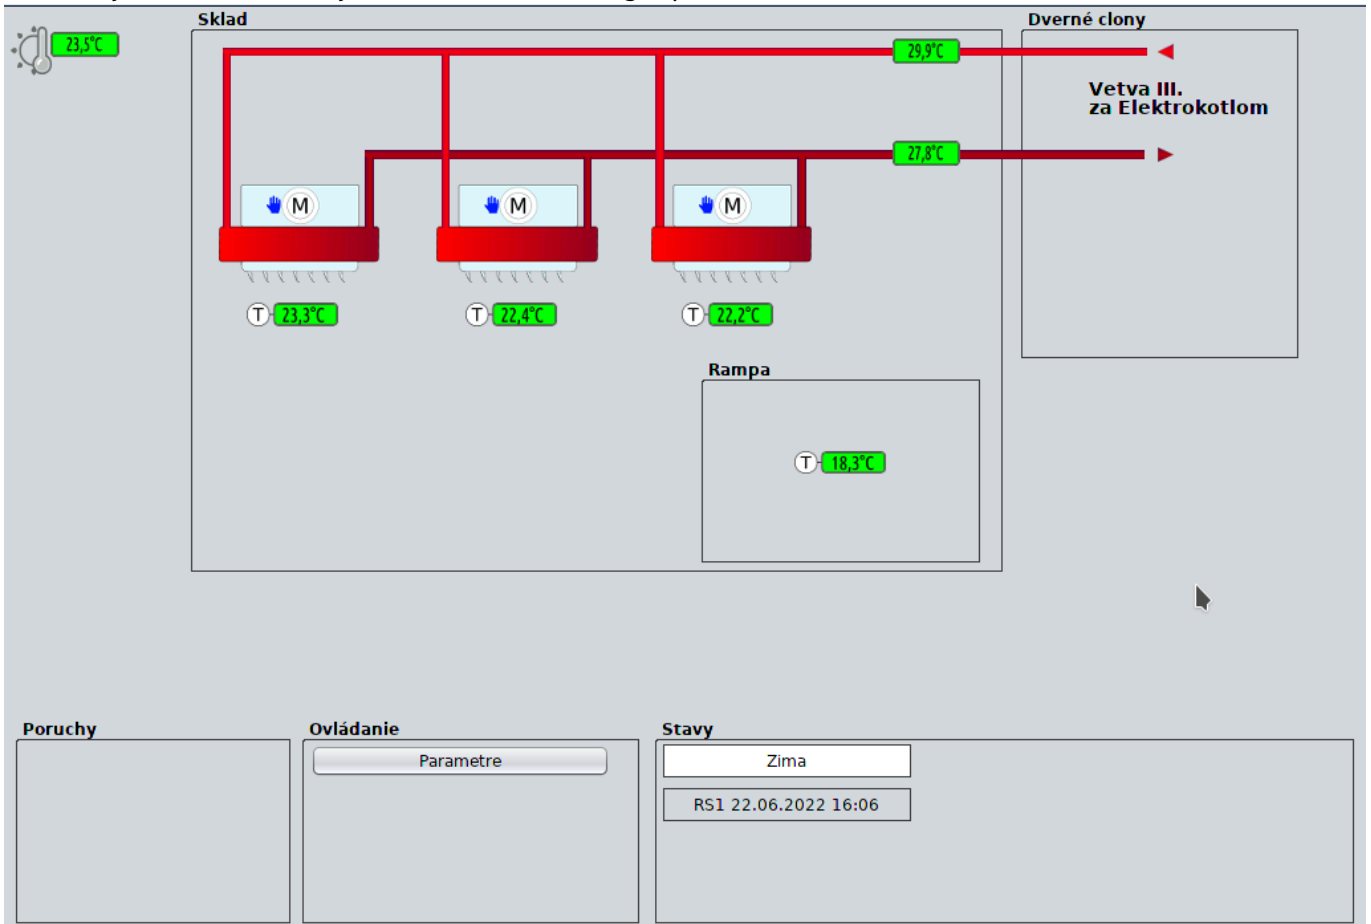 Sklad
Dverné clony
23,5°C
29,9°C
Vetva III.
za Elektrokotlom
27,8°C
M
M
M
T 23,3°C
T 22,4°C
T 22,2°C
Rampa
T 18,3°C
Poruchy
Ovládanie
Stavy
Parametre
Zima
RS1 22.06.2022 16:06